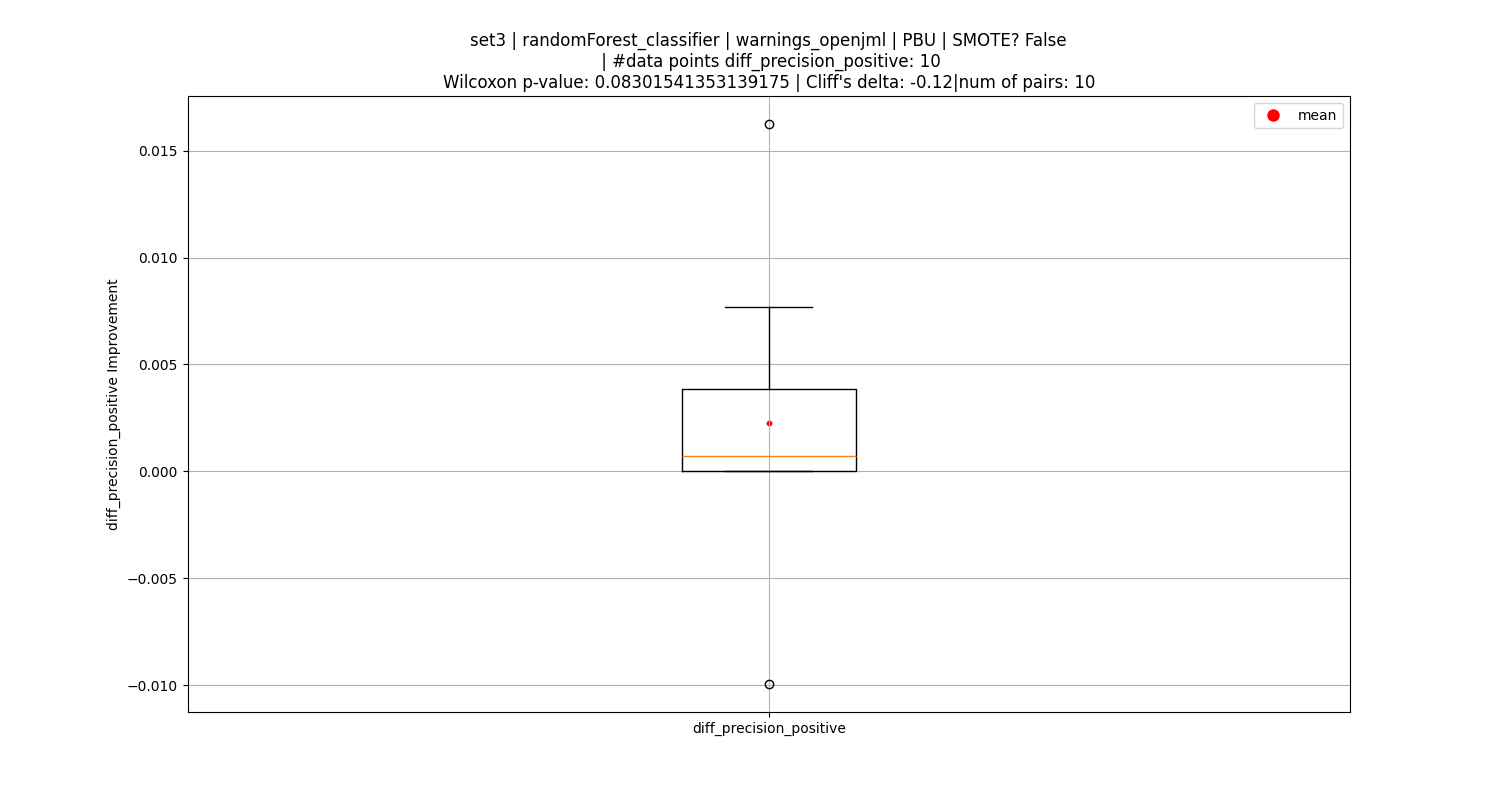 set3 | randomForest_classifier | warnings_openjml | PBU | SMOTE? False
| #data points diff_precision_positive: 10
Wilcoxon p-value: 0.08301541353139175 | Cliff's delta: -0.12|num of pairs: 10
mean
0.015
0.010
0.005
0.000
−0.005
−0.010
diff_precision_positive Improvement
diff_precision_positive